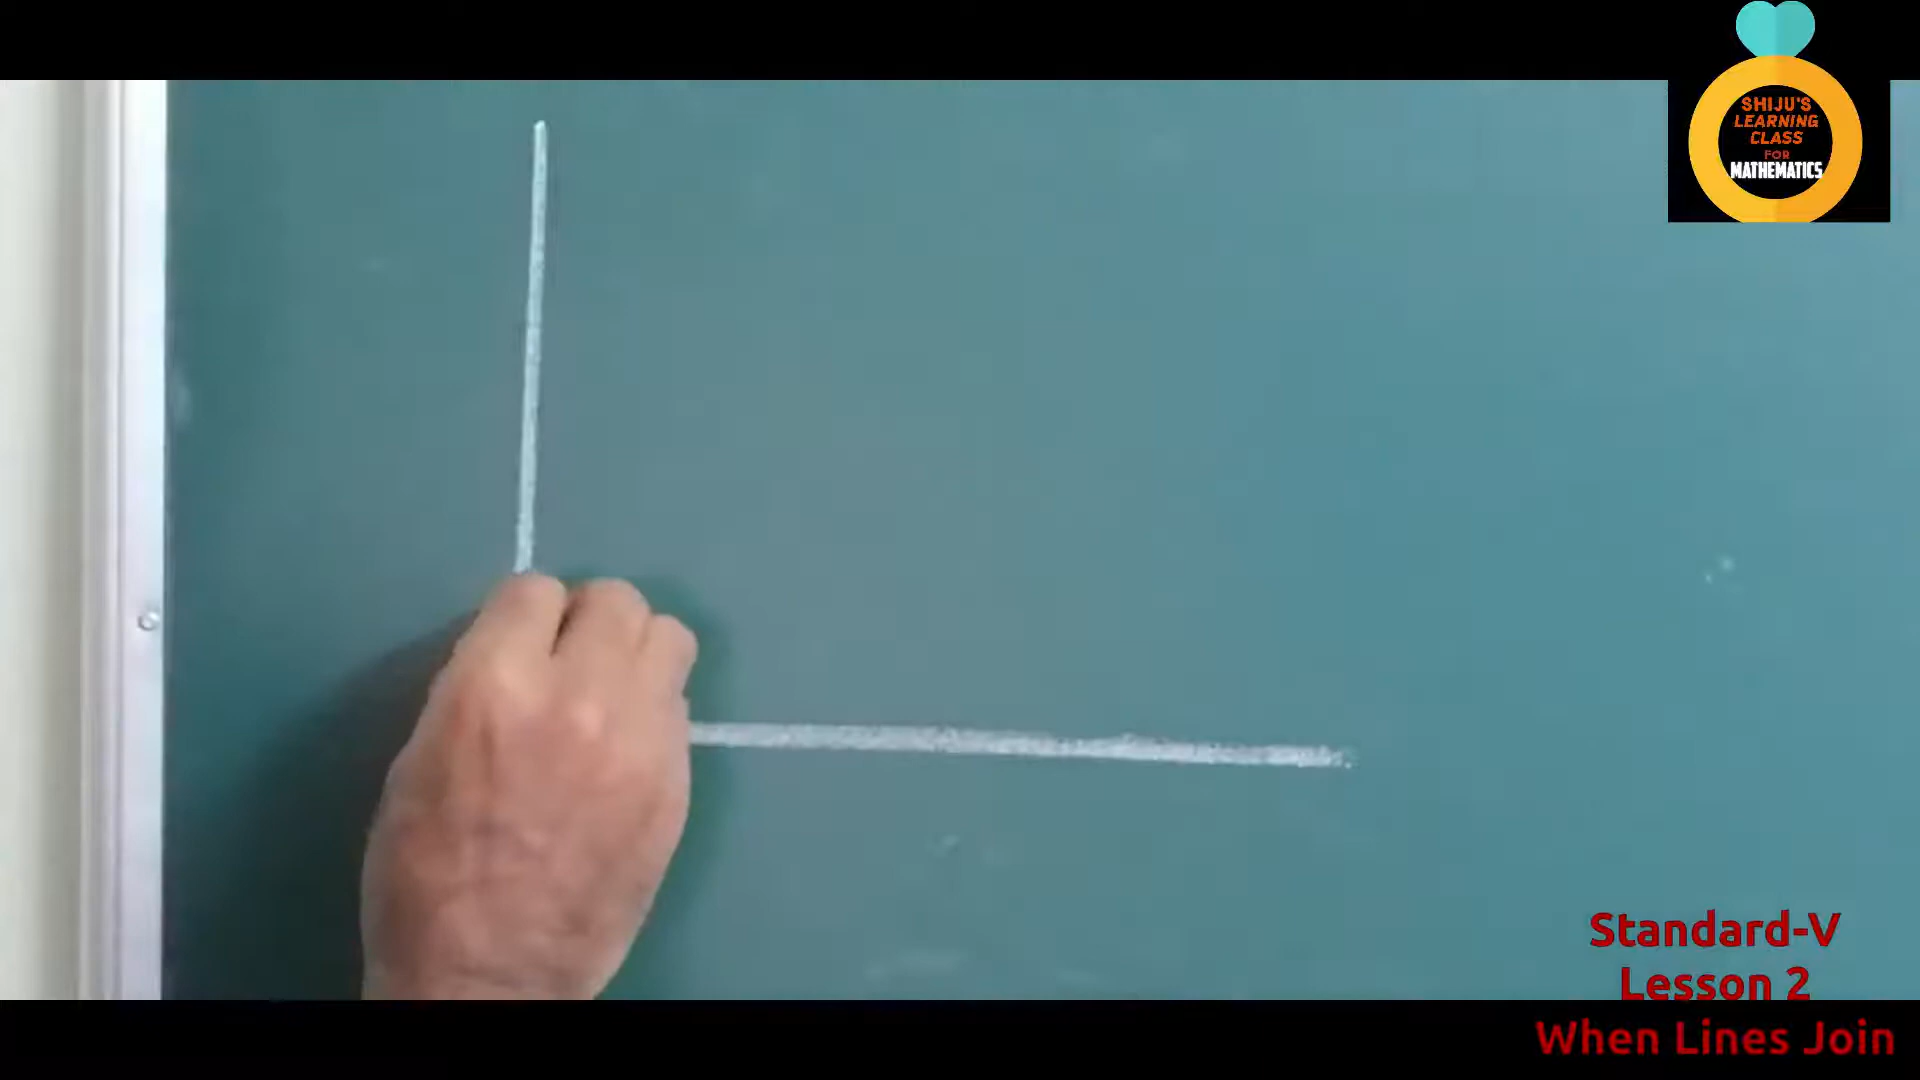 SHIJU'S
LEARNING
CLASS
FOR
MATHEMATICS
Standard-V
Lesson 2
When Lines Join